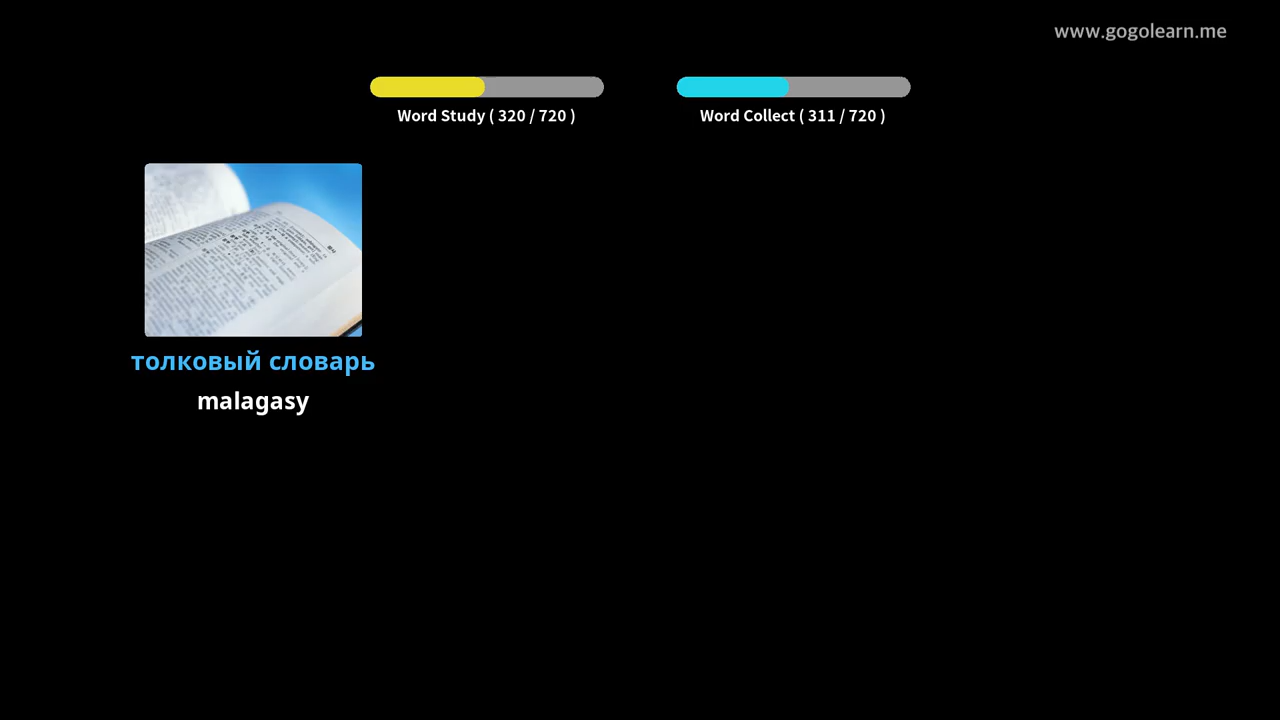 www.gogolearn.me
Word Study ( 320 / 720 )
Word Collect ( 311 / 720 )
толковый словарь
malagasy